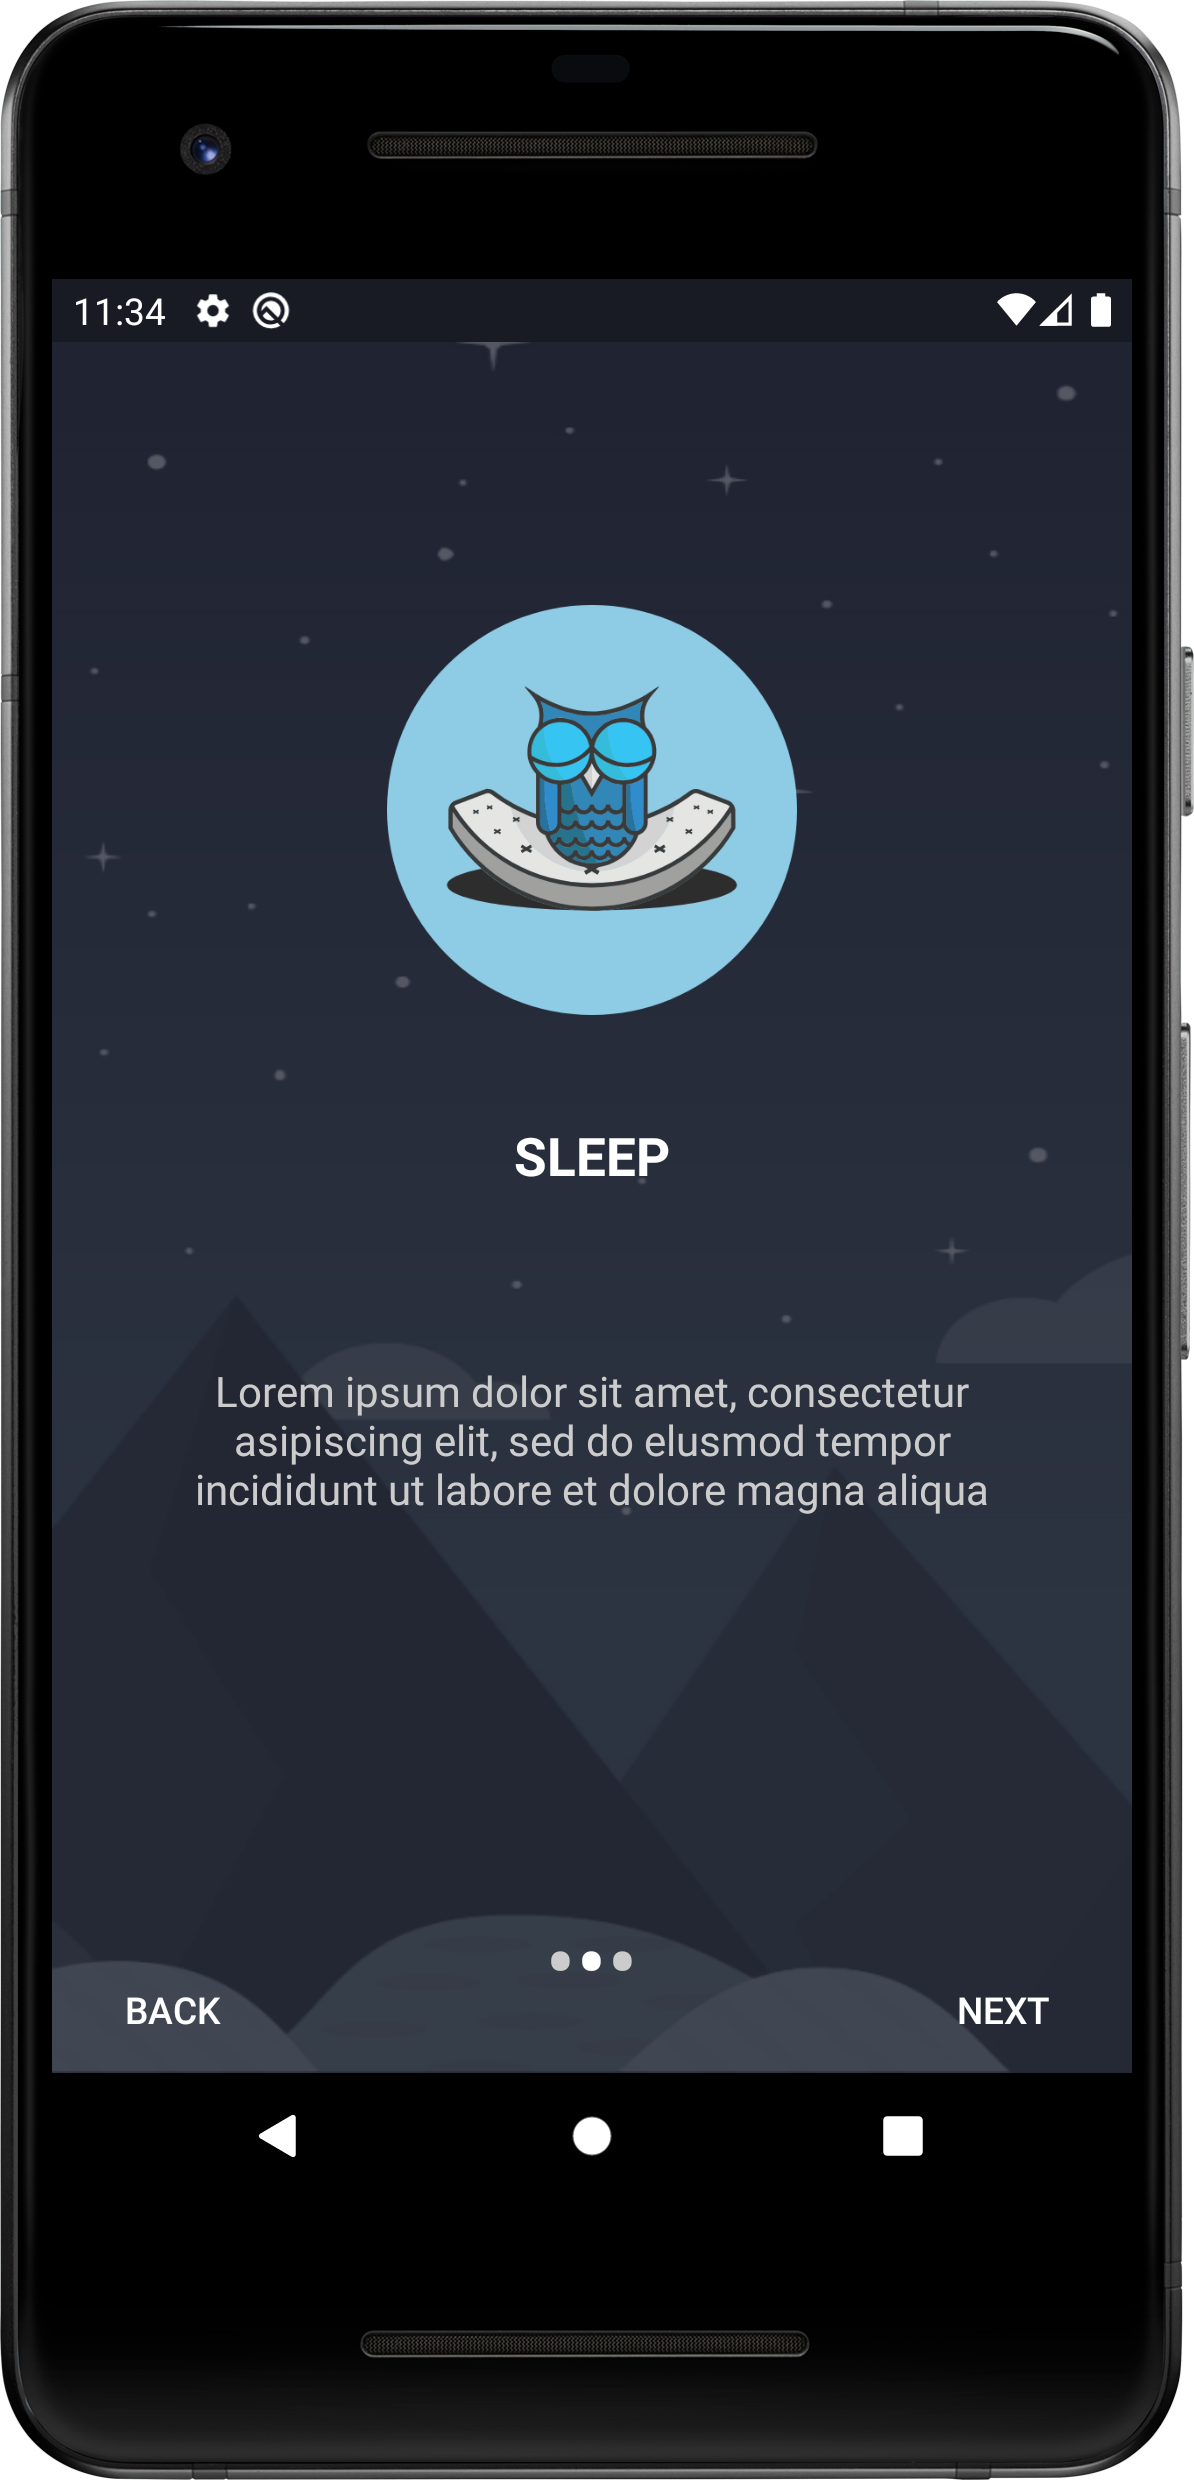 11:34
SLEEP
Lorem ipsum dolor sit amet, consectetur
asipiscing elit, sed do elusmod tempor
incididunt ut labore et dolore magna aliqua
BACK
NEXT